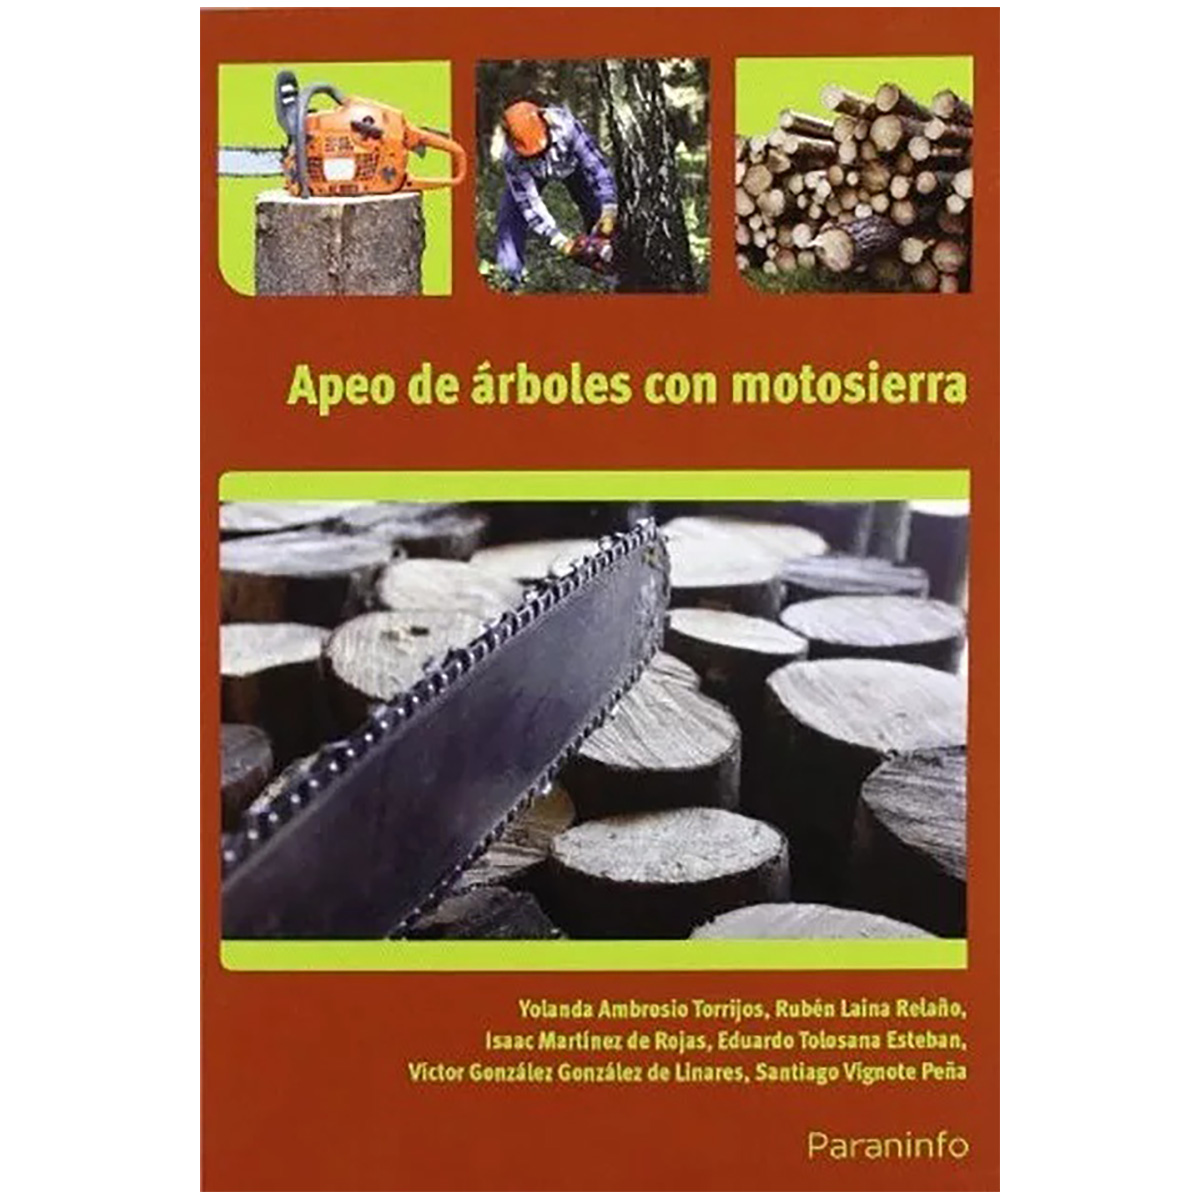 Apeo de árboles con motosierra
Yolanda Ambrosio Torrijos, Rubén Laina Relaño,
Isaac Martínez de Rojas, Eduardo Tolosana Esteban,
Víctor González González de Linares, Santiago Vignote Peña
Paraninfo